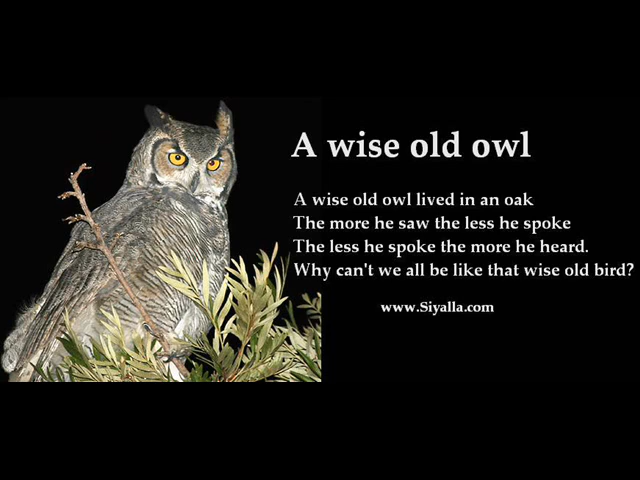 A wise old owl
A wise old owl lived in an oak
The more he saw the less he spoke
The less he spoke the more he heard.
Why can't we all be like that wise old bird?
www.Siyalla.com